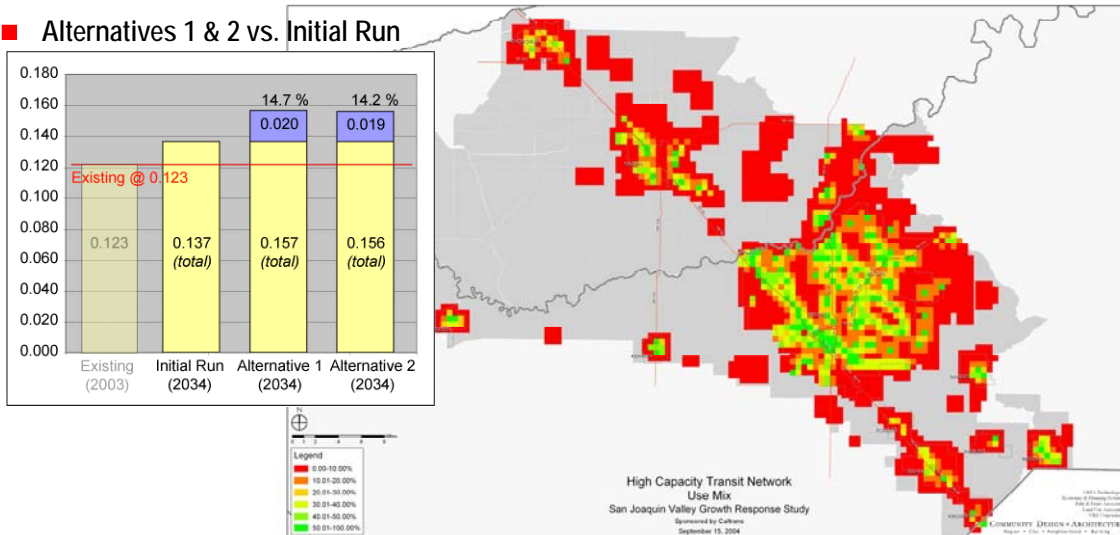 Alternatives 1 & 2 vs. Initial Run
0.180
0.160
0.140
0.120
0.100
0.080
0.060
0.040
0.020
0.000
14.7 %
14.2 %
0.020
0.019
Existing @ 0.123
0.123
0.137
(total)
0.157
(total)
0.156
(total)
Existing
(2003)
Initial Run
(2034)
Alternative 1
(2034)
Alternative 2
(2034)
N
Legend
0.00-10.00%
10.01-20.00%
20.01-30.00%
30.01-40.00%
40.01-50.00%
50.01-100.00%
High Capacity Transit Network
Use Mix
San Joaquin Valley Growth Response Study
Sponsored by Caltrans
September 15, 2004
COMMUNITY DESIGN + ARCHITECTURE
Region • City • Neighborhood • Building